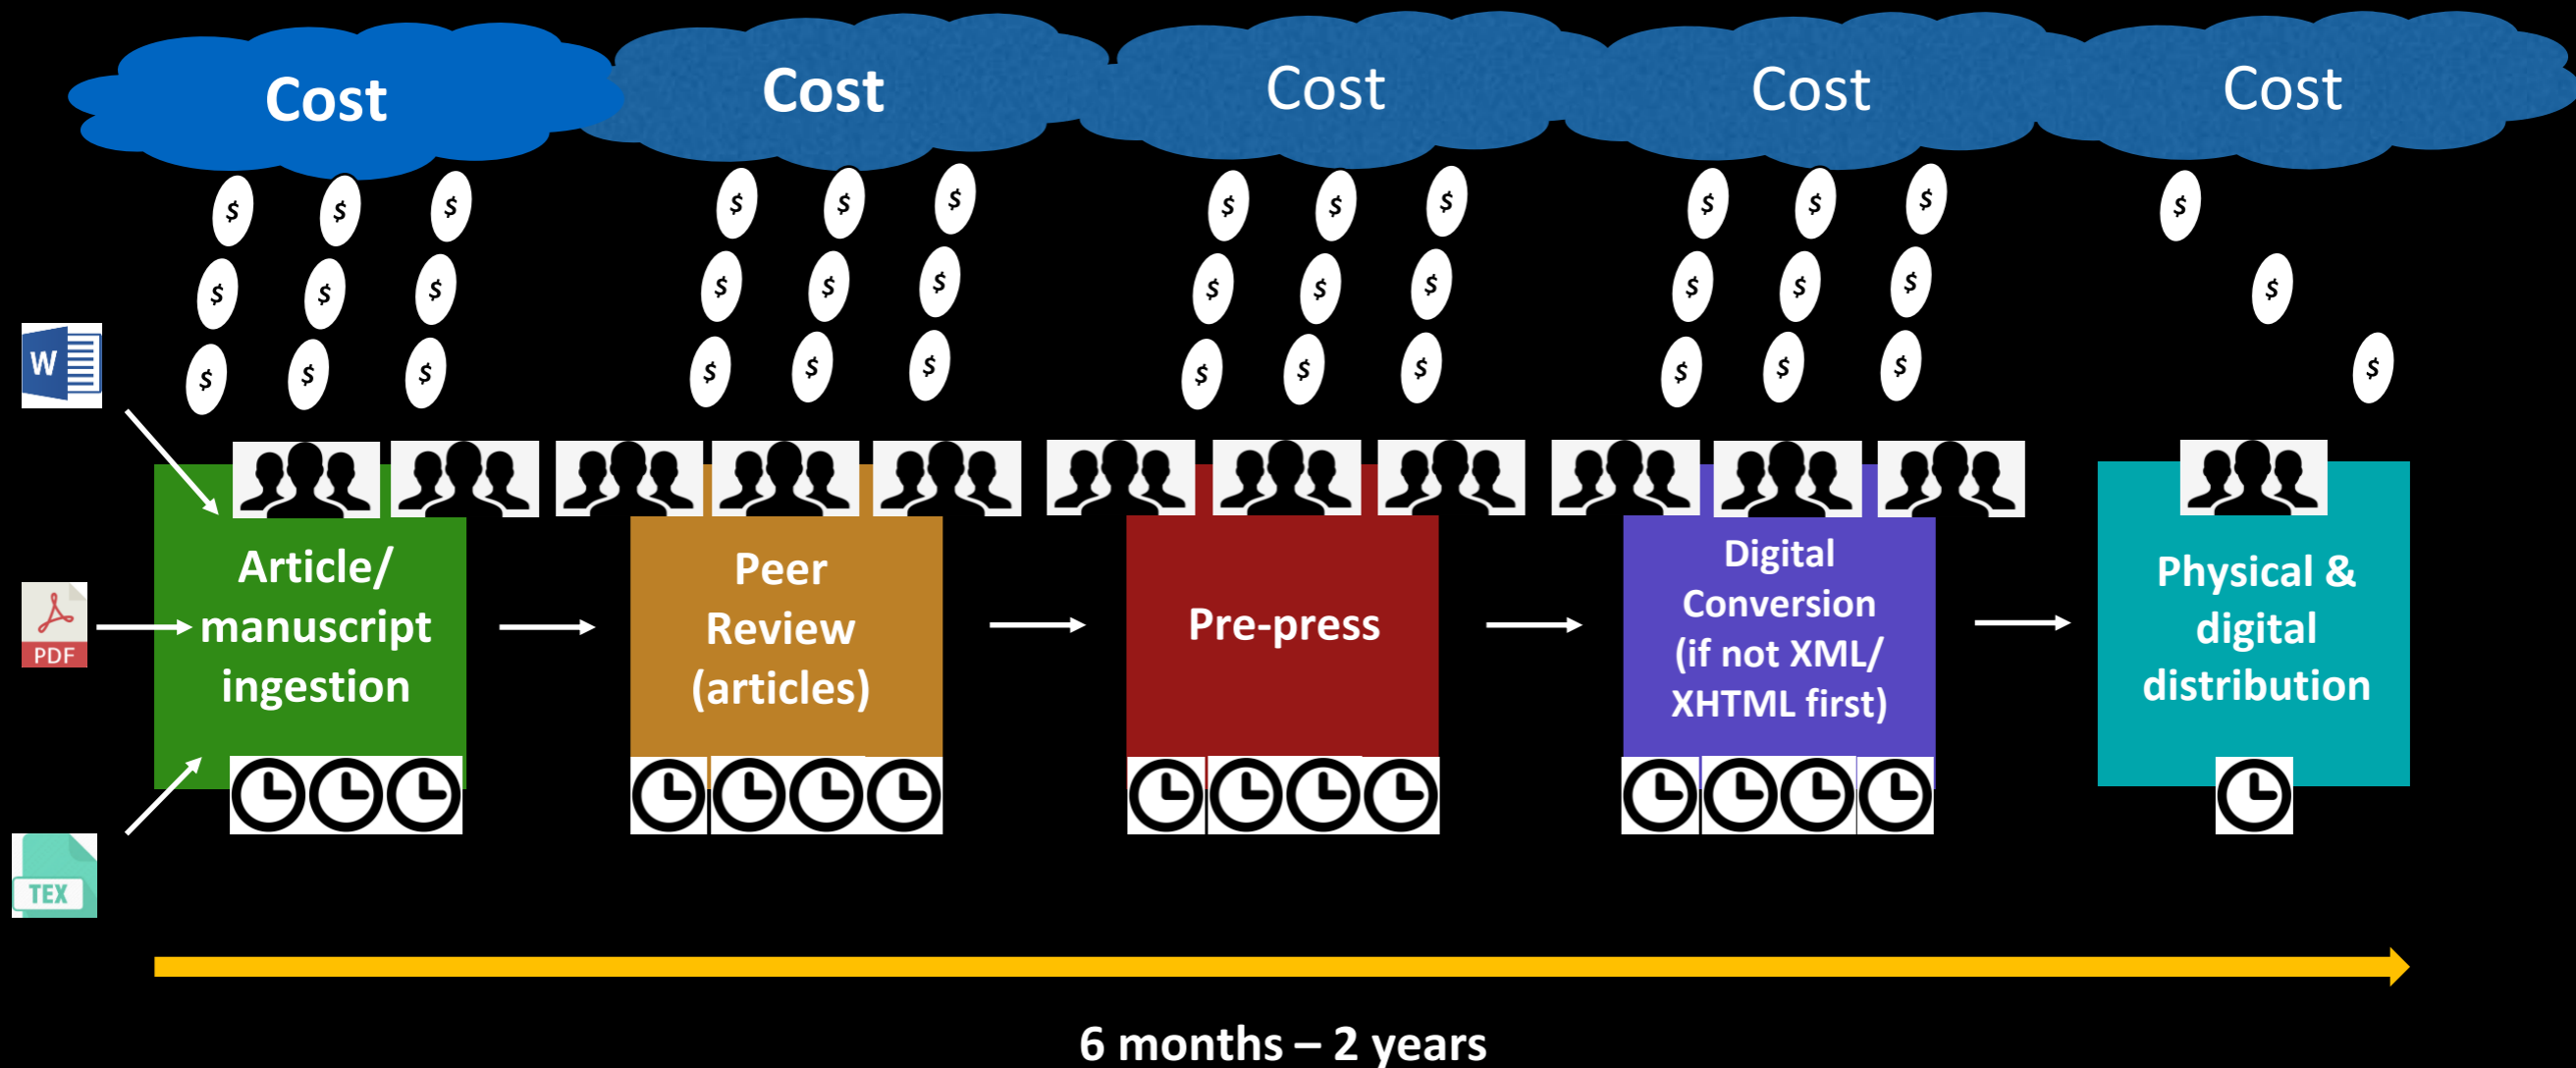 Cost Cost Cost Cost Cost
$ $ $ $ $ $ $ $ $ $ $ $ $
$ $ $ $ $ $ $ $ $ $ $ $ $
$ $ $ $ $ $ $ $ $ $ $ $ $
W
PDF
TEX
Article/
manuscript
ingestion
Peer
Review
(articles)
Pre-press
Digital
Conversion
(if not XML/
XHTML first)
Physical &
digital
distribution
6 months – 2 years